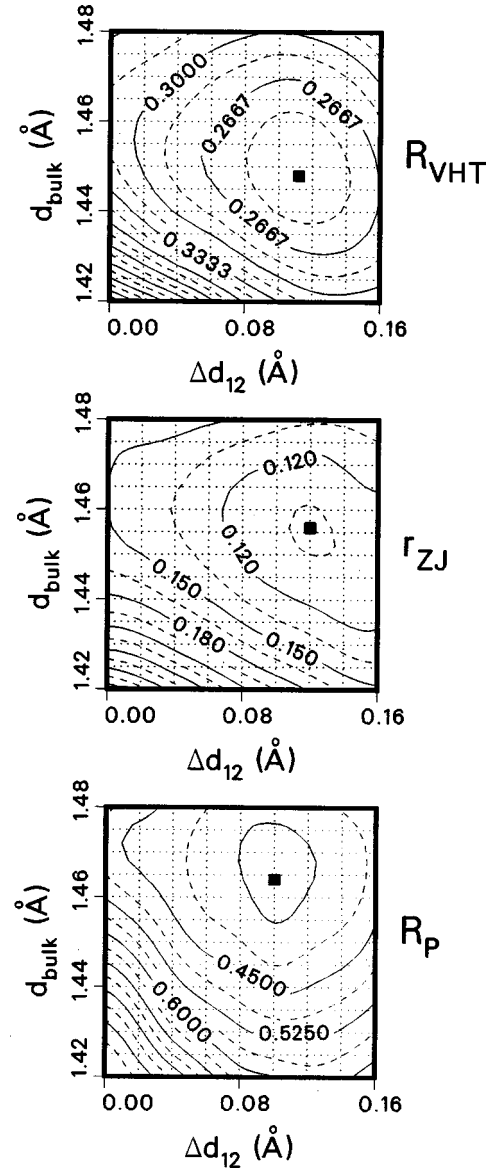 1.48
1.46
1.44
1.42
d_bulk (Å)
0.3000
0.2667
0.2667
0.2667
0.3333
R_VHT
0.00 0.08 0.16
Δd_12 (Å)
1.48
1.46
1.44
1.42
d_bulk (Å)
0.120
0.120
0.150
0.180
0.150
r_ZJ
0.00 0.08 0.16
Δd_12 (Å)
1.48
1.46
1.44
1.42
d_bulk (Å)
0.4500
0.6000
0.5250
R_P
0.00 0.08 0.16
Δd_12 (Å)